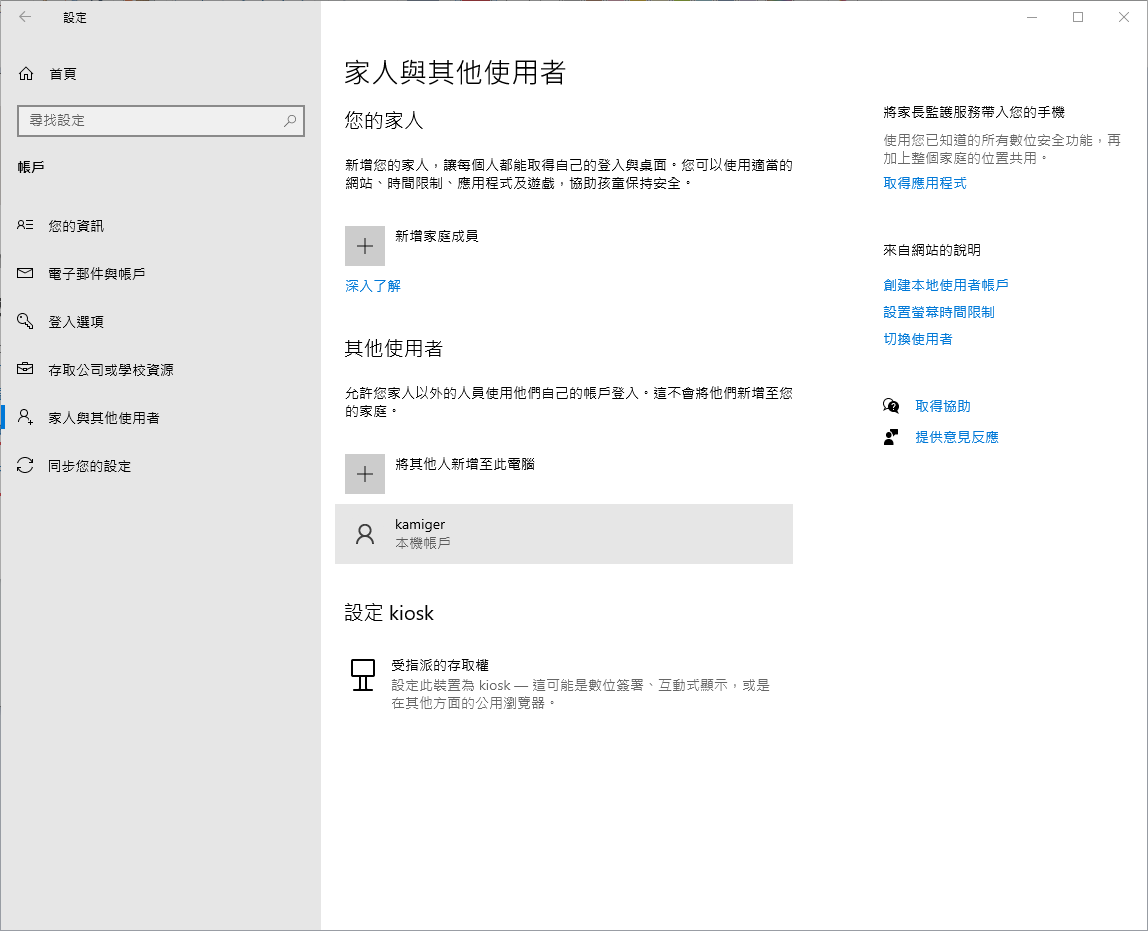 設定
首頁
尋找設定
帳戶
您的資訊
電子郵件與帳戶
登入選項
存取公司或學校資源
家人與其他使用者
同步您的設定
家人與其他使用者
您的家人
新增您的家人，讓每個人都能取得自己的登入與桌面。您可以使用適當的
網站、時間限制、應用程式及遊戲，協助孩童保持安全。
新增家庭成員
深入了解
其他使用者
允許您家人以外的人員使用他們自己的帳戶登入。這不會將他們新增至您
的家庭。
將其他人新增至此電腦
kamiger
本機帳戶
設定 kiosk
受指派的存取權
設定此裝置為 kiosk — 這可能是數位簽署、互動式顯示，或是
在其他方面的公用瀏覽器。
將家長監護服務帶入您的手機
使用您已知道的所有數位安全功能，再
加上整個家庭的位置共用。
取得應用程式
來自網站的說明
創建本地使用者帳戶
設置螢幕時間限制
切換使用者
取得協助
提供意見反應